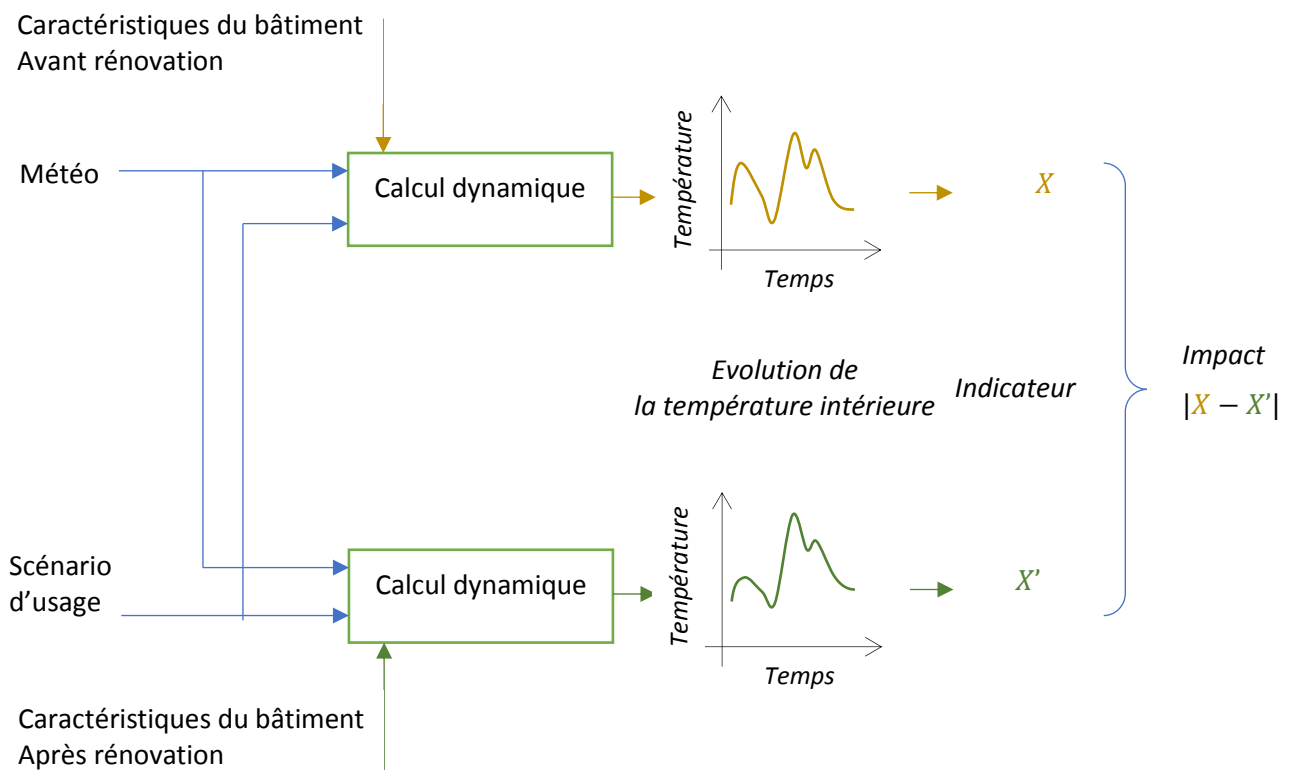 Caractéristiques du bâtiment
Avant rénovation
Météo
Calcul dynamique
Température
Temps
X
Evolution de
la température intérieure
Indicateur
Impact
|X − X’|
Scénario
d’usage
Calcul dynamique
Température
Temps
X’
Caractéristiques du bâtiment
Après rénovation